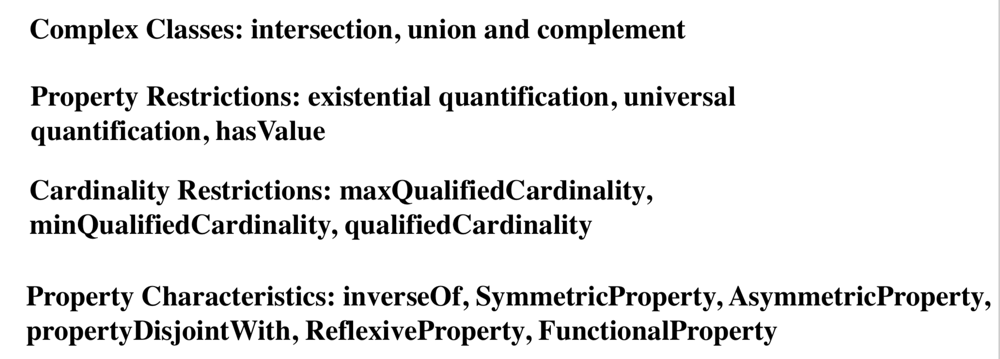 Complex Classes: intersection, union and complement
Property Restrictions: existential quantification, universal
quantification, hasValue
Cardinality Restrictions: maxQualifiedCardinality,
minQualifiedCardinality, qualifiedCardinality
Property Characteristics: inverseOf, SymmetricProperty, AsymmetricProperty,
propertyDisjointWith, ReflexiveProperty, FunctionalProperty